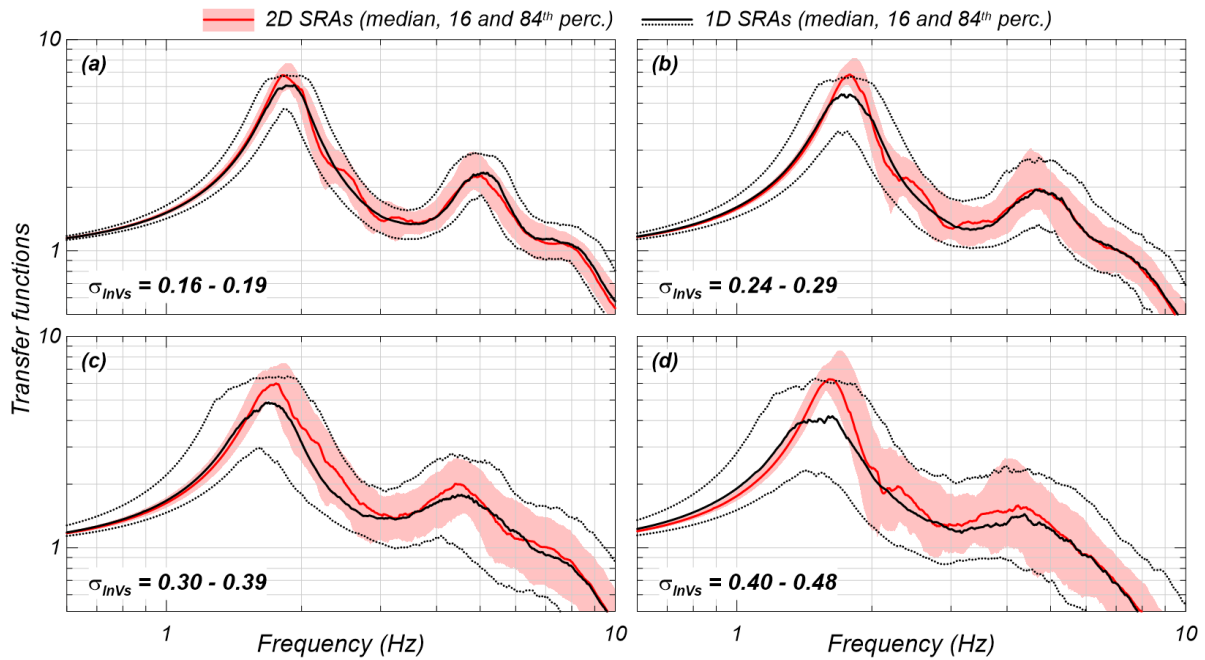 2D SRAs (median, 16 and 84th perc.) 1D SRAs (median, 16 and 84th perc.)
10
(a) (b)
Transfer functions
1
σlnVs = 0.16 - 0.19 σlnVs = 0.24 - 0.29
10
(c) (d)
1
σlnVs = 0.30 - 0.39 σlnVs = 0.40 - 0.48
1 10 1 10
Frequency (Hz) Frequency (Hz)